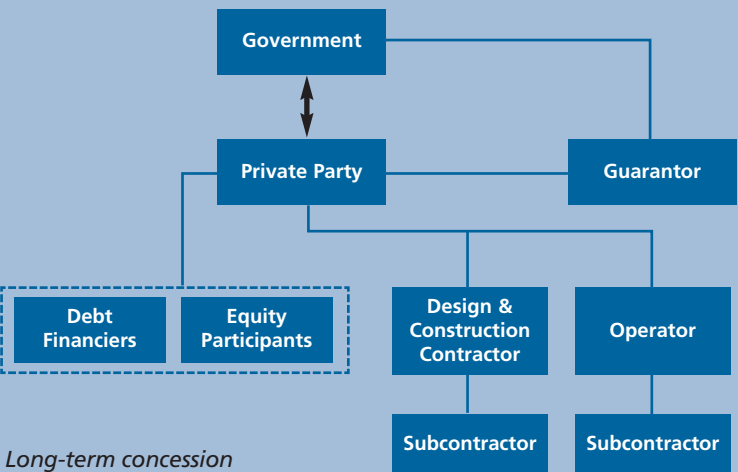 Government
Private Party
Guarantor
Debt
Financiers
Equity
Participants
Design &
Construction
Contractor
Operator
Subcontractor
Subcontractor
Long-term concession